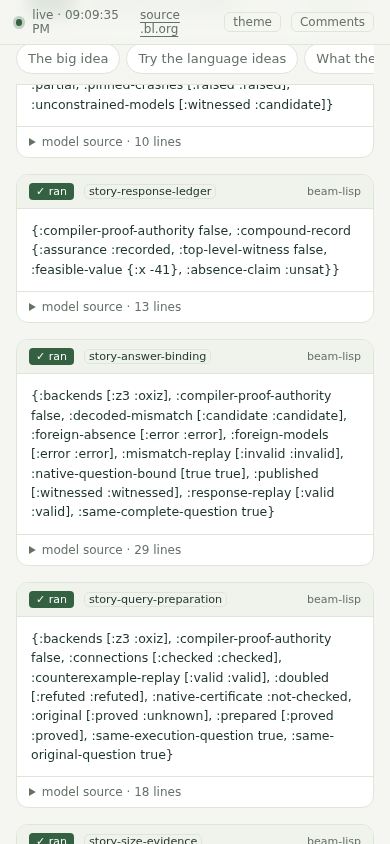 live · 09:09:35 PM
source .bl.org
theme
Comments
The big idea
Try the language ideas
What the
:partial, :pinned-crashes [:raised :raised],
:unconstrained-models [:witnessed :candidate]}
▶ model source · 10 lines
✓ ran story-response-ledger beam-lisp
{:compiler-proof-authority false, :compound-record
{:assurance :recorded, :top-level-witness false,
:feasible-value {:x -41}, :absence-claim :unsat}}
▶ model source · 13 lines
✓ ran story-answer-binding beam-lisp
{:backends [:z3 :oxiz], :compiler-proof-authority
false, :decoded-mismatch [:candidate :candidate],
:foreign-absence [:error :error], :foreign-models
[:error :error], :mismatch-replay [:invalid :invalid],
:native-question-bound [true true], :published
[:witnessed :witnessed], :response-replay [:valid
:valid], :same-complete-question true}
▶ model source · 29 lines
✓ ran story-query-preparation beam-lisp
{:backends [:z3 :oxiz], :compiler-proof-authority
false, :connections [:checked :checked],
:counterexample-replay [:valid :valid], :doubled
[:refuted :refuted], :native-certificate :not-checked,
:original [:proved :unknown], :prepared [:proved
:proved], :same-execution-question true, :same-
original-question true}
▶ model source · 18 lines
✓ ran story-size-evidence beam-lisp